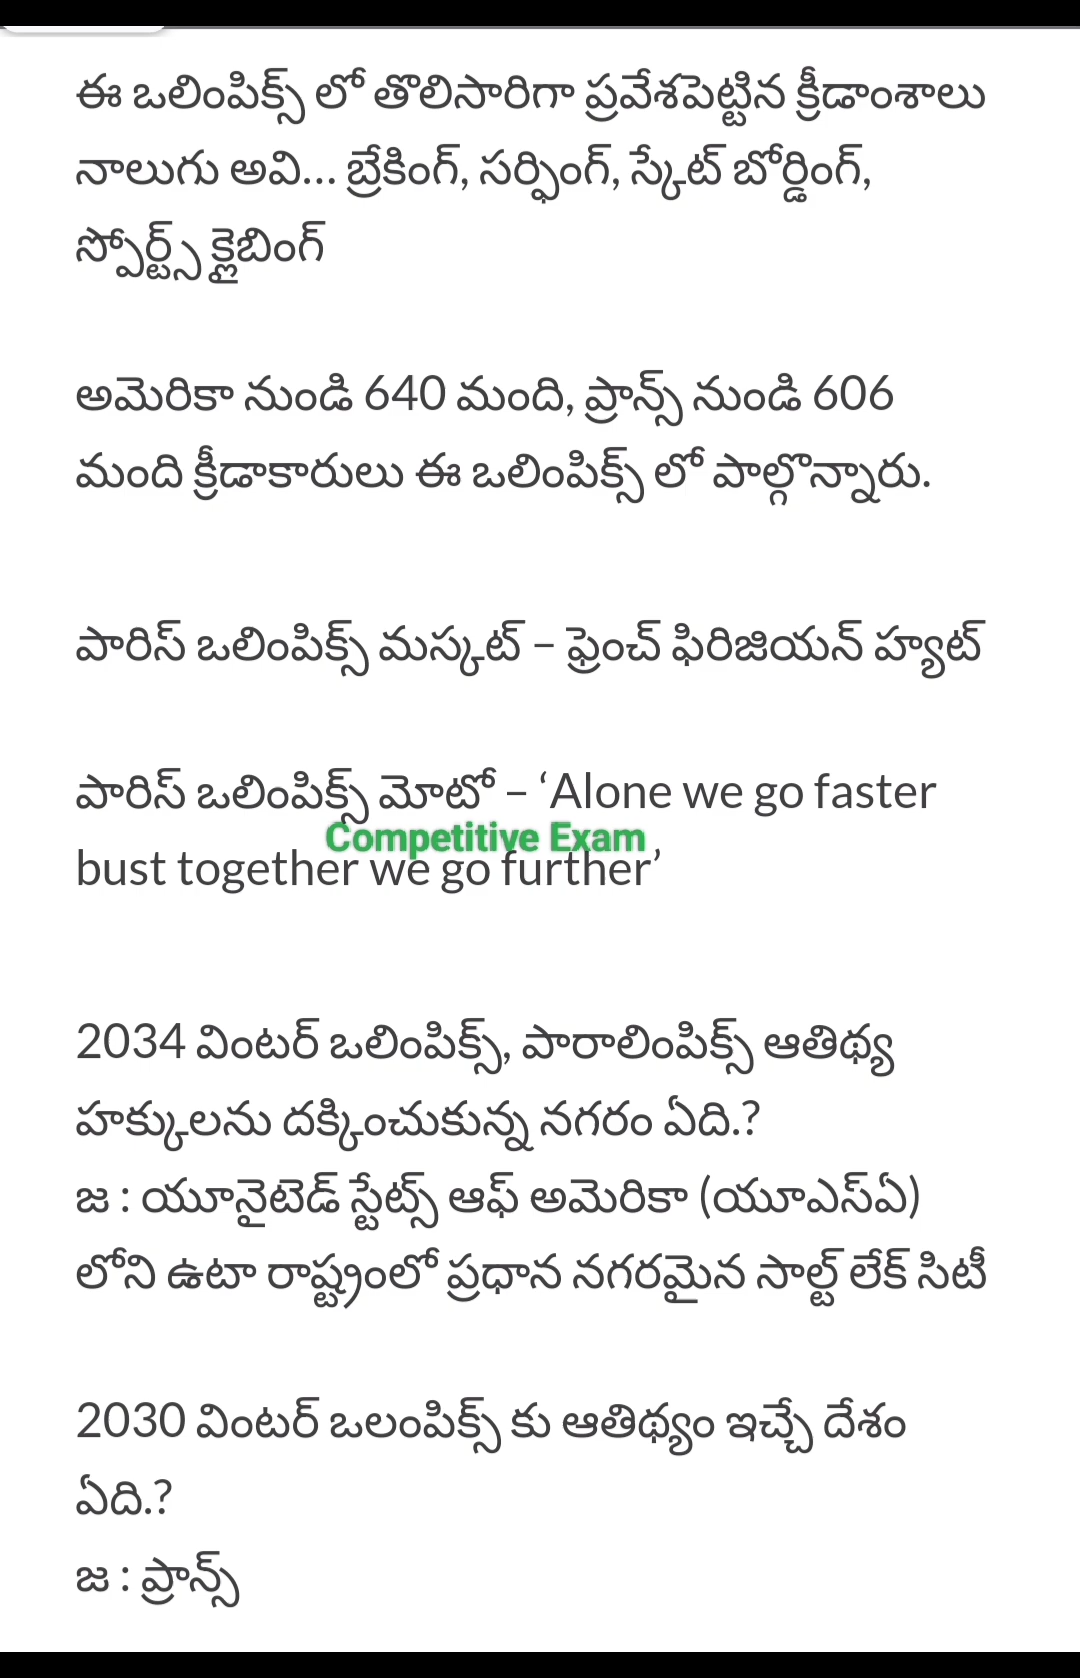 ఈ ఒలింపిక్స్ లో తొలిసారిగా ప్రవేశపెట్టిన క్రీడాంశాలు
నాలుగు అవి... బ్రేకింగ్, సర్ఫింగ్, స్కేట్ బోర్డింగ్,
స్పోర్ట్స్ క్లైబింగ్
అమెరికా నుండి 640 మంది, ప్రాన్స్ నుండి 606
మంది క్రీడాకారులు ఈ ఒలింపిక్స్ లో పాల్గొన్నారు.
పారిస్ ఒలింపిక్స్ మస్కట్ – ఫ్రెంచ్ ఫిరిజియన్ హ్యట్
పారిస్ ఒలింపిక్స్ మోటో – ‘Alone we go faster
Competitive Exam
bust together we go further’
2034 వింటర్ ఒలింపిక్స్, పారాలింపిక్స్ ఆతిథ్య
హక్కులను దక్కించుకున్న నగరం ఏది.?
జ : యూనైటెడ్ స్టేట్స్ ఆఫ్ అమెరికా (యూఎస్ఏ)
లోని ఉటా రాష్ట్రంలో ప్రధాన నగరమైన సాల్ట్ లేక్ సిటీ
2030 వింటర్ ఒలంపిక్స్ కు ఆతిథ్యం ఇచ్చే దేశం
ఏది.?
జ : ప్రాన్స్